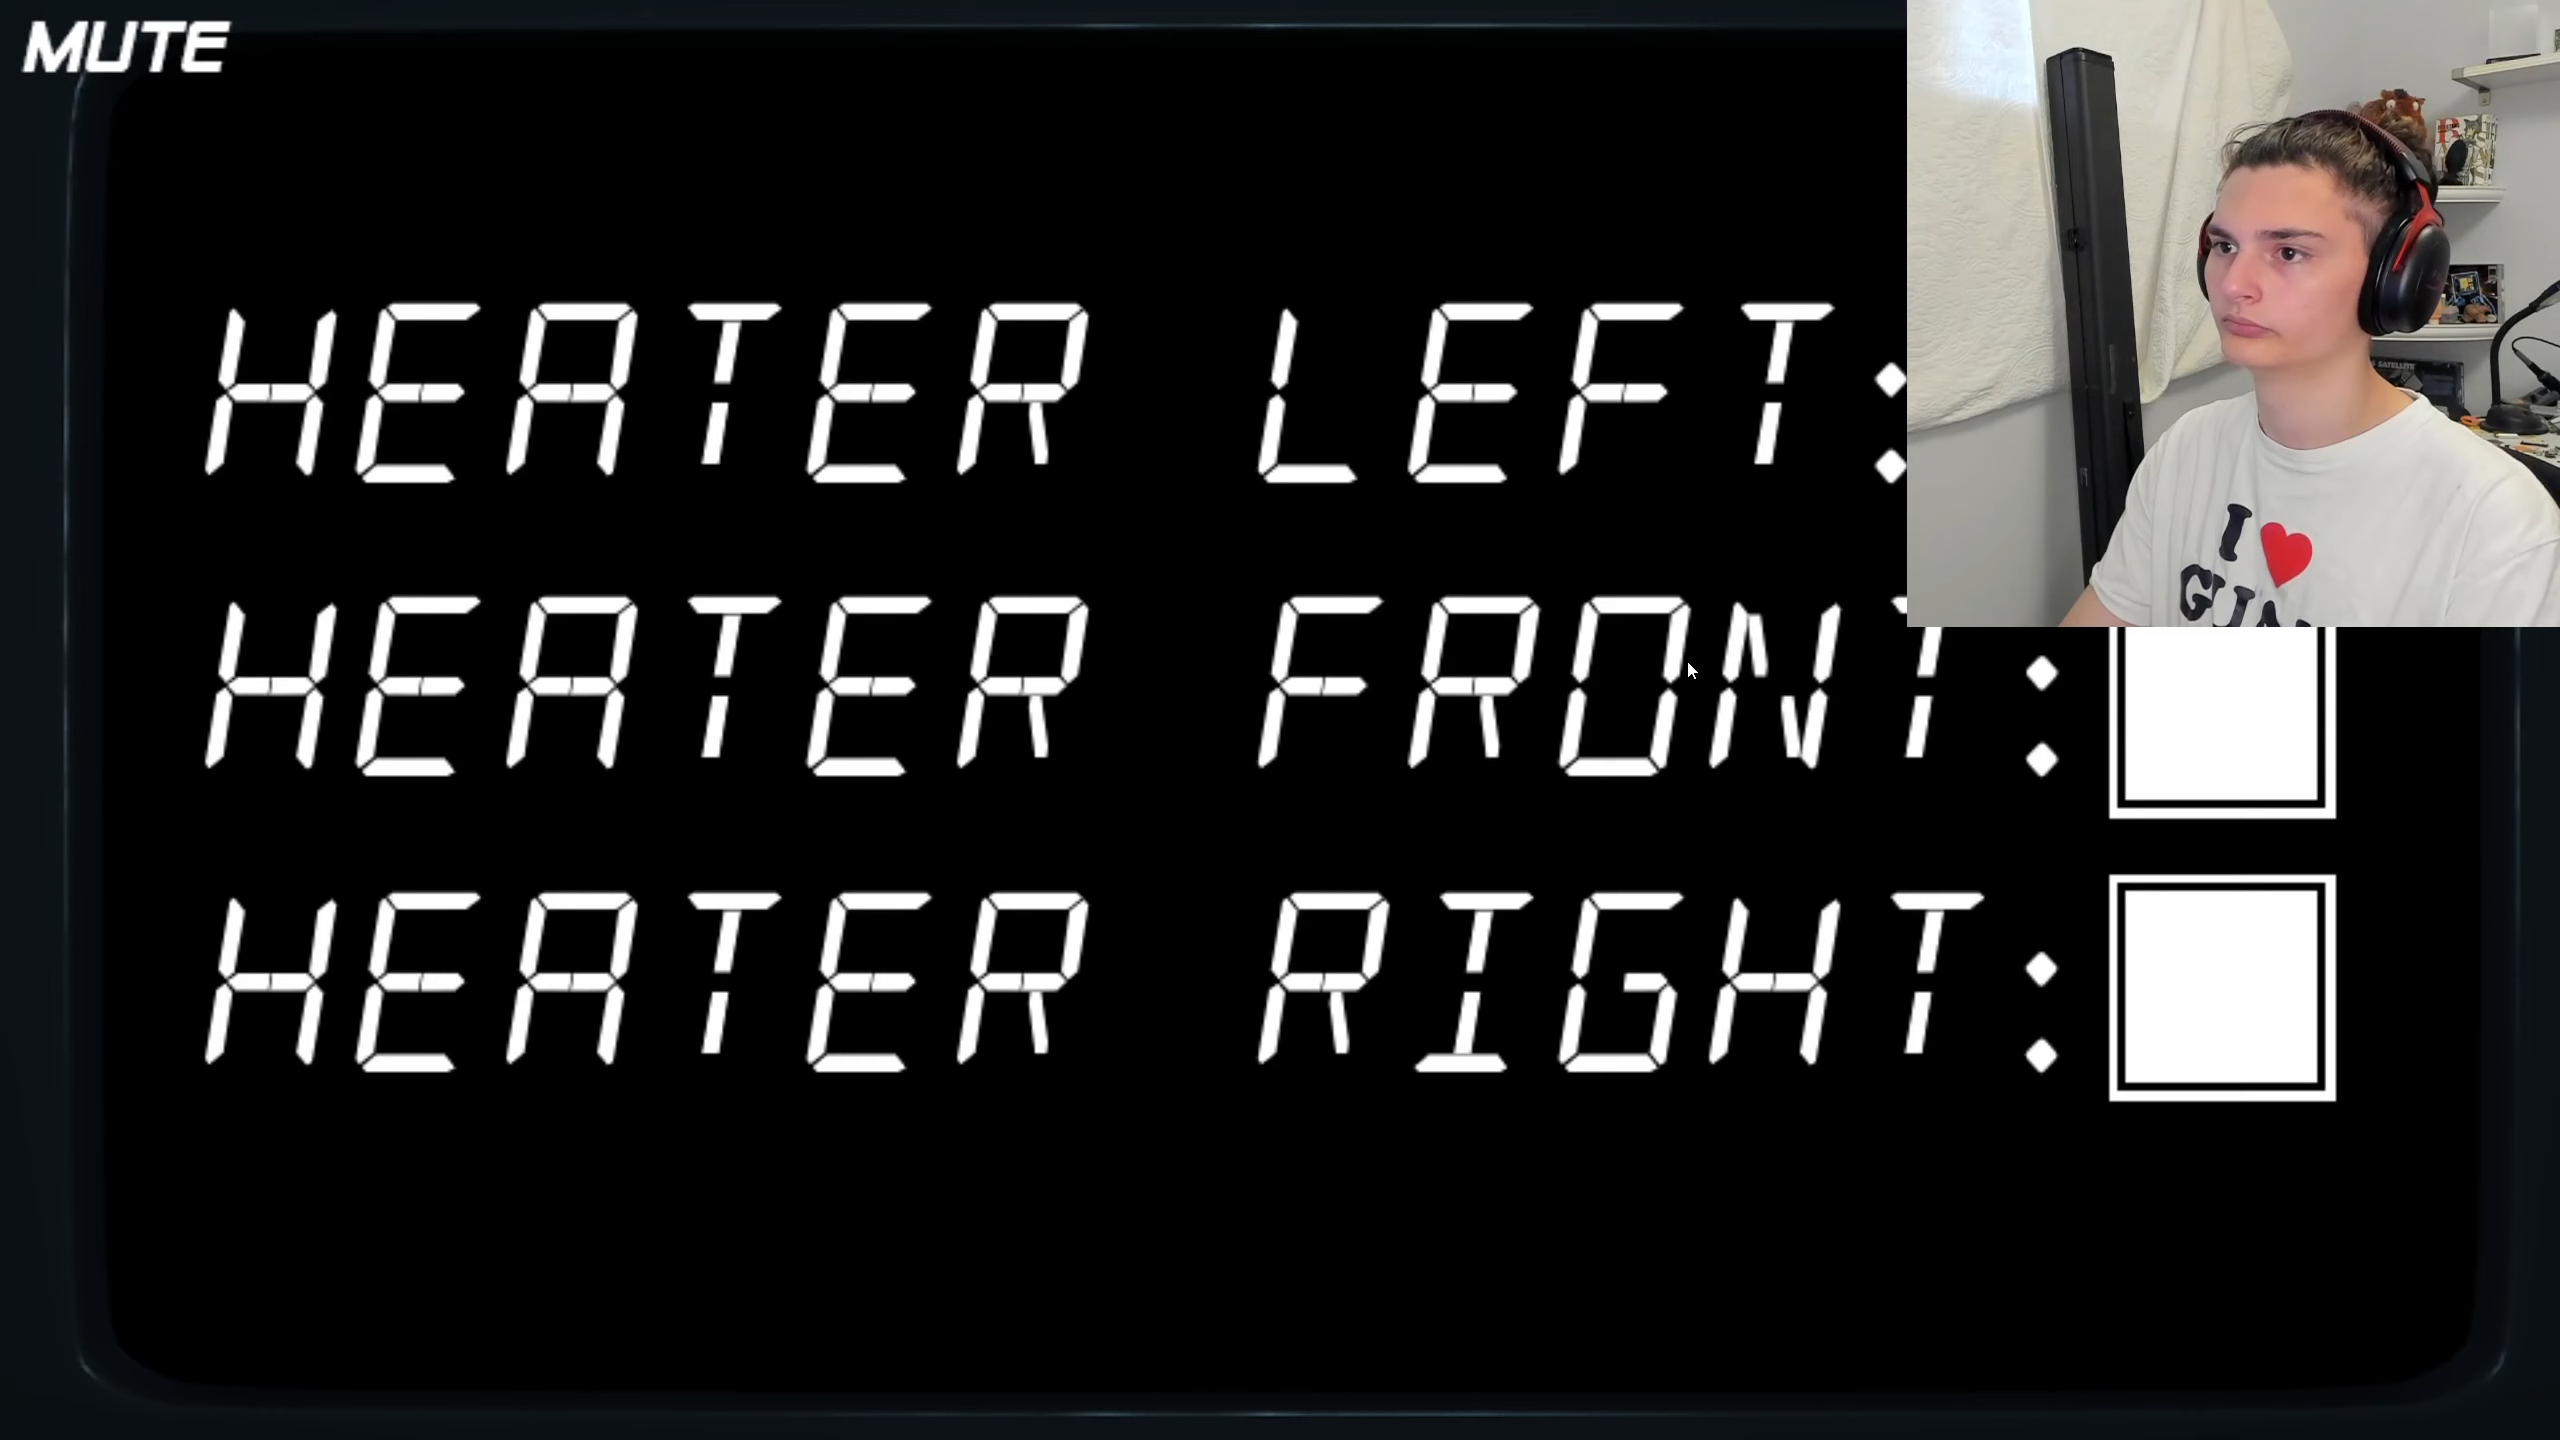 MUTE
HEATER LEFT:
HEATER FRONT:
HEATER RIGHT:
I ❤